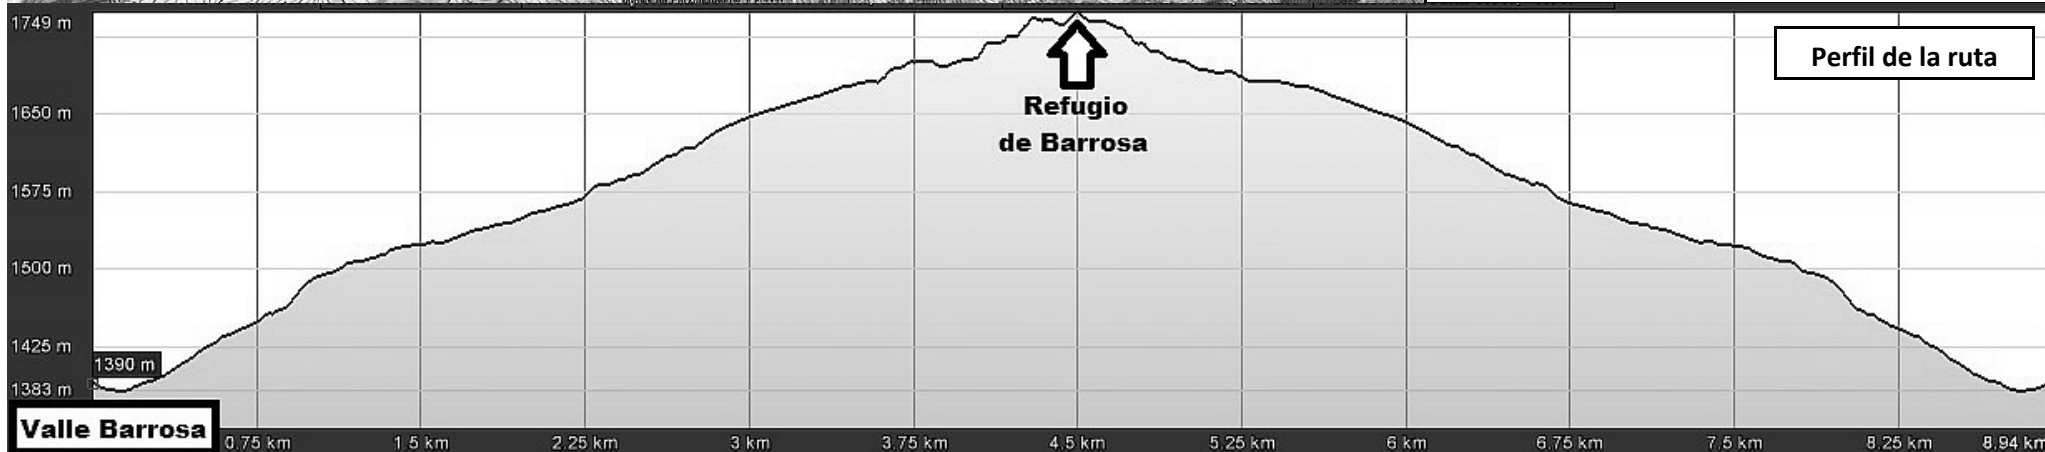 1749 m
Perfil de la ruta
1650 m
Refugio
de Barrosa
1575 m
1500 m
1425 m
1390 m
1383 m
Valle Barrosa
0.75 km
1.5 km
2.25 km
3 km
3.75 km
4.5 km
5.25 km
6 km
6.75 km
7.5 km
8.25 km
8.94 km